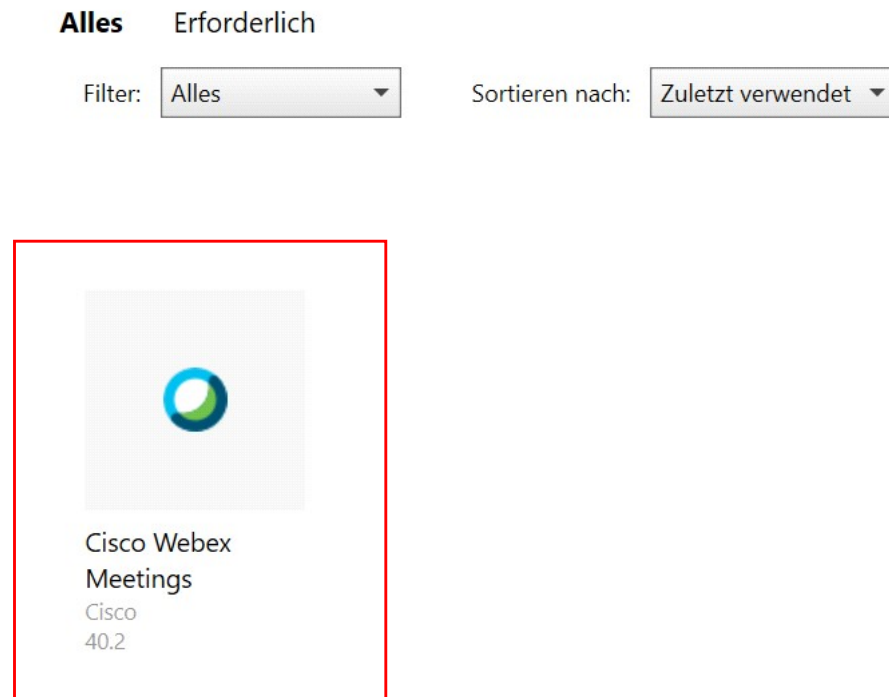 Alles Erforderlich
Filter: Alles Sortieren nach: Zuletzt verwendet
Cisco Webex
Meetings
Cisco
40.2